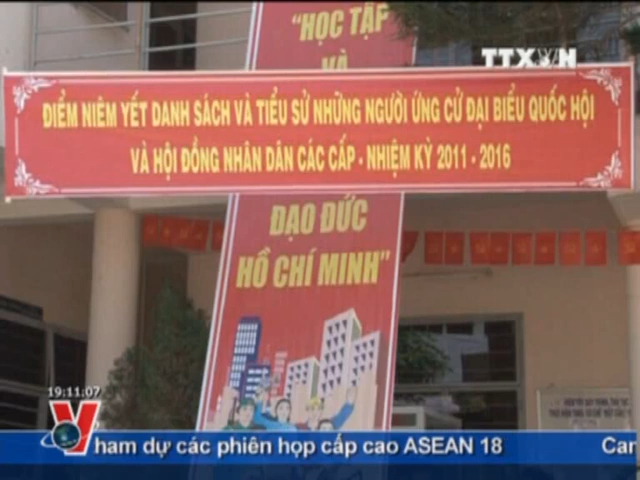 "HỌC TẬP
VÀ
TTXVN
ĐIỂM NIÊM YẾT DANH SÁCH VÀ TIỂU SỬ NHỮNG NGƯỜI ỨNG CỬ ĐẠI BIỂU QUỐC HỘI
VÀ HỘI ĐỒNG NHÂN DÂN CÁC CẤP - NHIỆM KỲ 2011 - 2016
ĐẠO ĐỨC
HỒ CHÍ MINH"
19:11:07
V
ham dự các phiên họp cấp cao ASEAN 18
Can